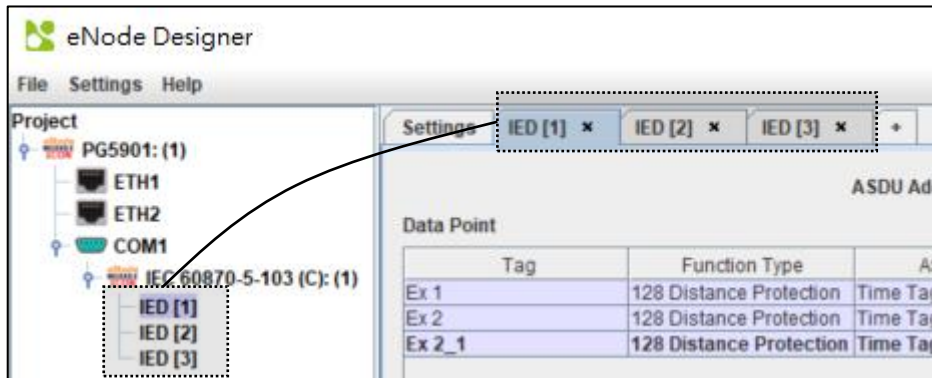 eNode Designer
File Settings Help
Project
PG5901: (1)
ETH1
ETH2
COM1
IEC 60870-5-103 (C): (1)
IED [1]
IED [2]
IED [3]
Settings IED [1] × IED [2] × IED [3] × +
ASDU Ad
Data Point
Tag Function Type A
Ex 1 128 Distance Protection Time Tag
Ex 2 128 Distance Protection Time Tag
Ex 2_1 128 Distance Protection Time Tag